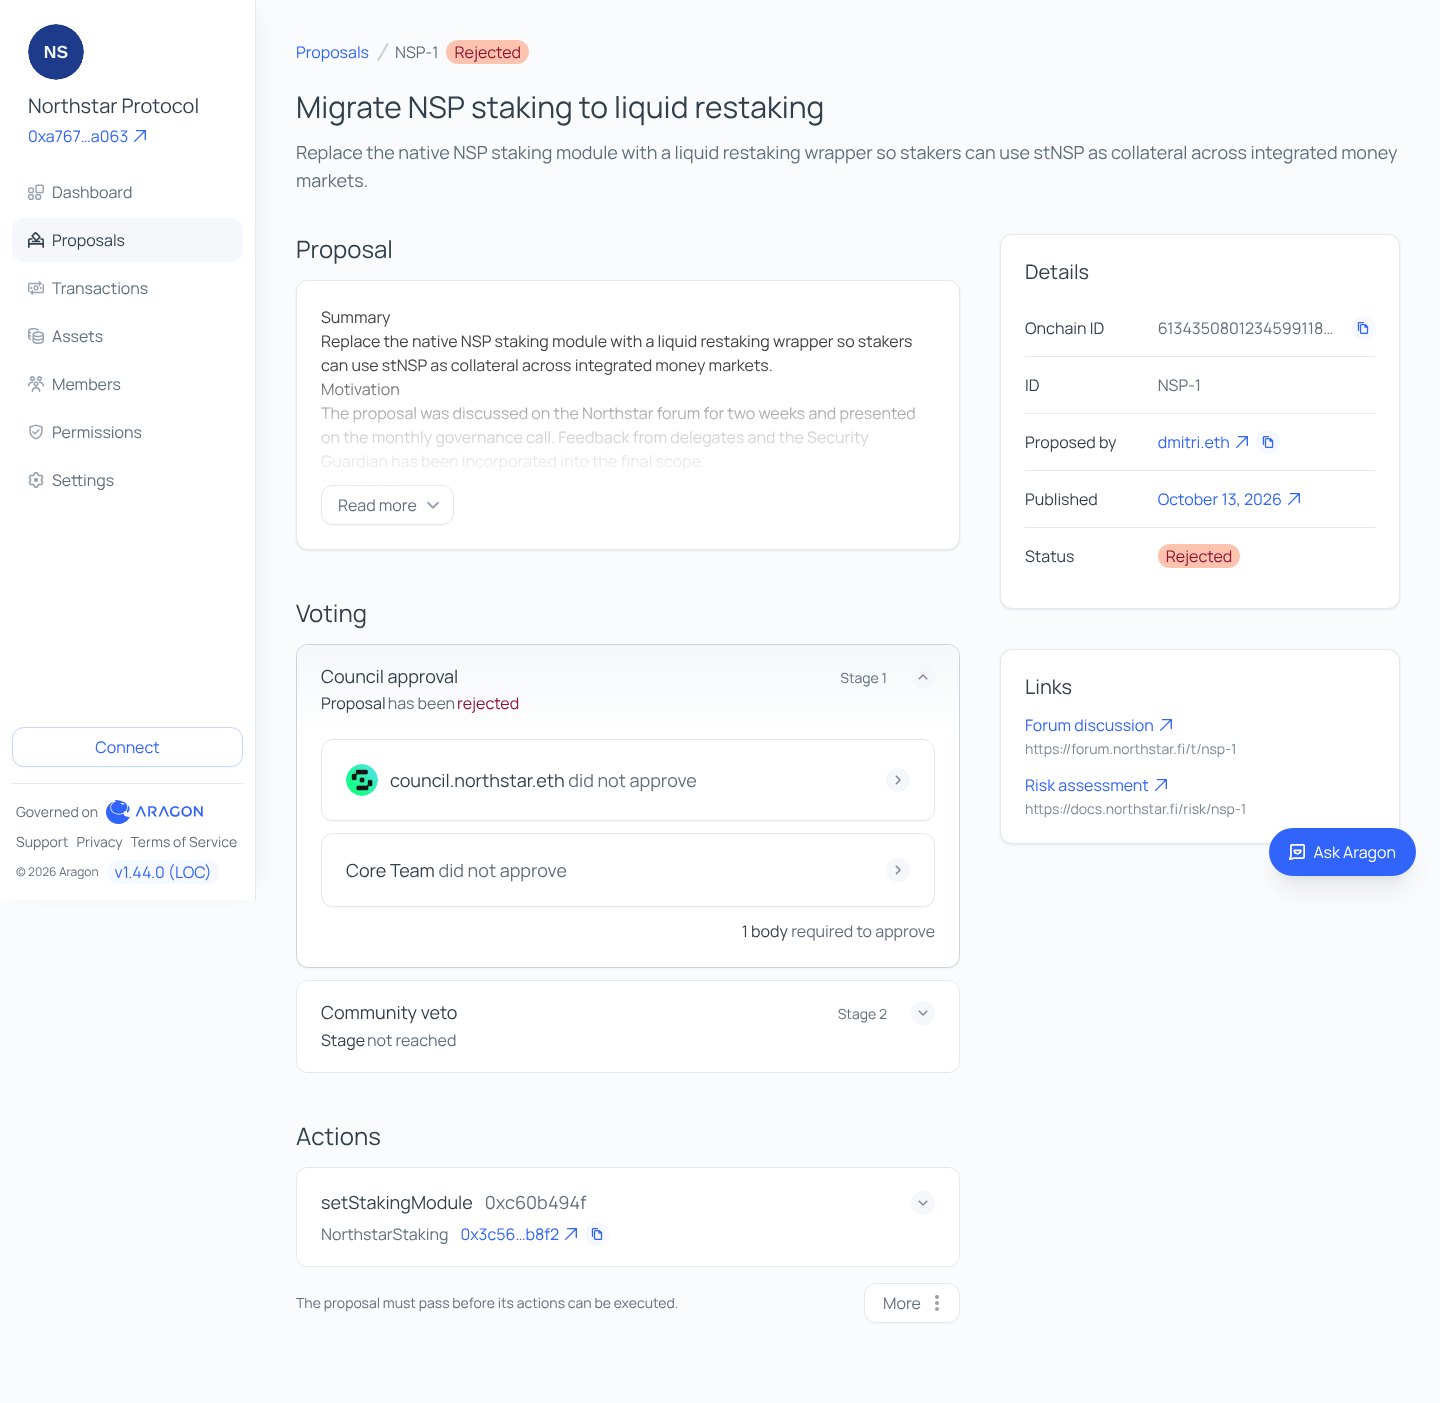 NS
Northstar Protocol
0xa767…a063
Dashboard
Proposals
Transactions
Assets
Members
Permissions
Settings
Connect
Governed on ARAGON
Support Privacy Terms of Service
© 2026 Aragon v1.44.0 (LOC)
Proposals / NSP-1 Rejected
Migrate NSP staking to liquid restaking
Replace the native NSP staking module with a liquid restaking wrapper so stakers can use stNSP as collateral across integrated money
markets.
Proposal
Summary
Replace the native NSP staking module with a liquid restaking wrapper so stakers
can use stNSP as collateral across integrated money markets.
Motivation
The proposal was discussed on the Northstar forum for two weeks and presented
on the monthly governance call. Feedback from delegates and the Security
Guardian has been incorporated into the final scope.
Read more
Voting
Council approval Stage 1
Proposal has been rejected
council.northstar.eth did not approve
Core Team did not approve
1 body required to approve
Community veto Stage 2
Stage not reached
Actions
setStakingModule 0xc60b494f
NorthstarStaking 0x3c56…b8f2
The proposal must pass before its actions can be executed. More
Details
Onchain ID 6134350801234599118…
ID NSP-1
Proposed by dmitri.eth
Published October 13, 2026
Status Rejected
Links
Forum discussion
https://forum.northstar.fi/t/nsp-1
Risk assessment
https://docs.northstar.fi/risk/nsp-1
Ask Aragon